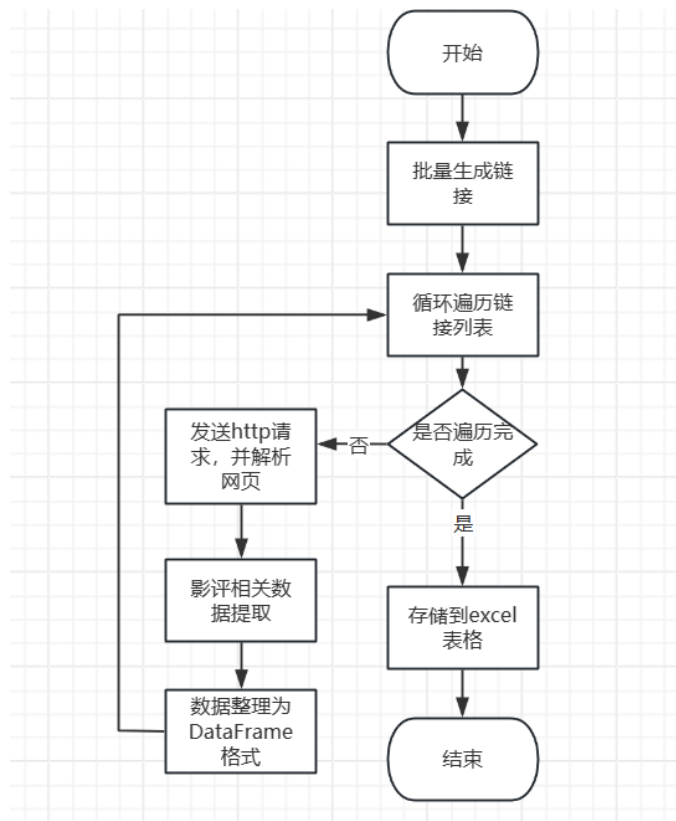 开始
批量生成链
接
循环遍历链
接列表
是否遍历完
成
否
发送http请
求，并解析
网页
影评相关数
据提取
数据整理为
DataFrame
格式
是
存储到excel
表格
结束